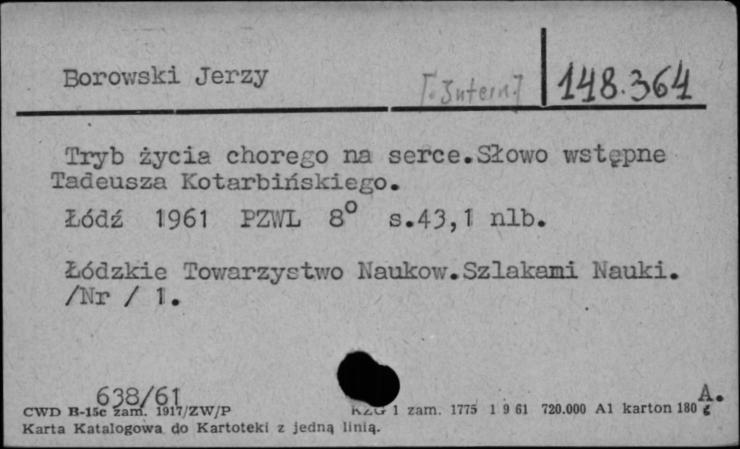 Borowski Jerzy [. Intern.] 148.364
Tryb życia chorego na serce.Słowo wstępne
Tadeusza Kotarbińskiego.
Łódź 1961 PZWL 8° s.43,1 nlb.
Łódzkie Towarzystwo Naukow.Szlakami Nauki.
/Nr / 1.
638/61 A.
CWD B-15c zam. 1917/ZW/P KZG 1 zam. 1775 1 9 61 720.000 A1 karton 180 g
Karta Katalogowa do Kartoteki z jedną linią.